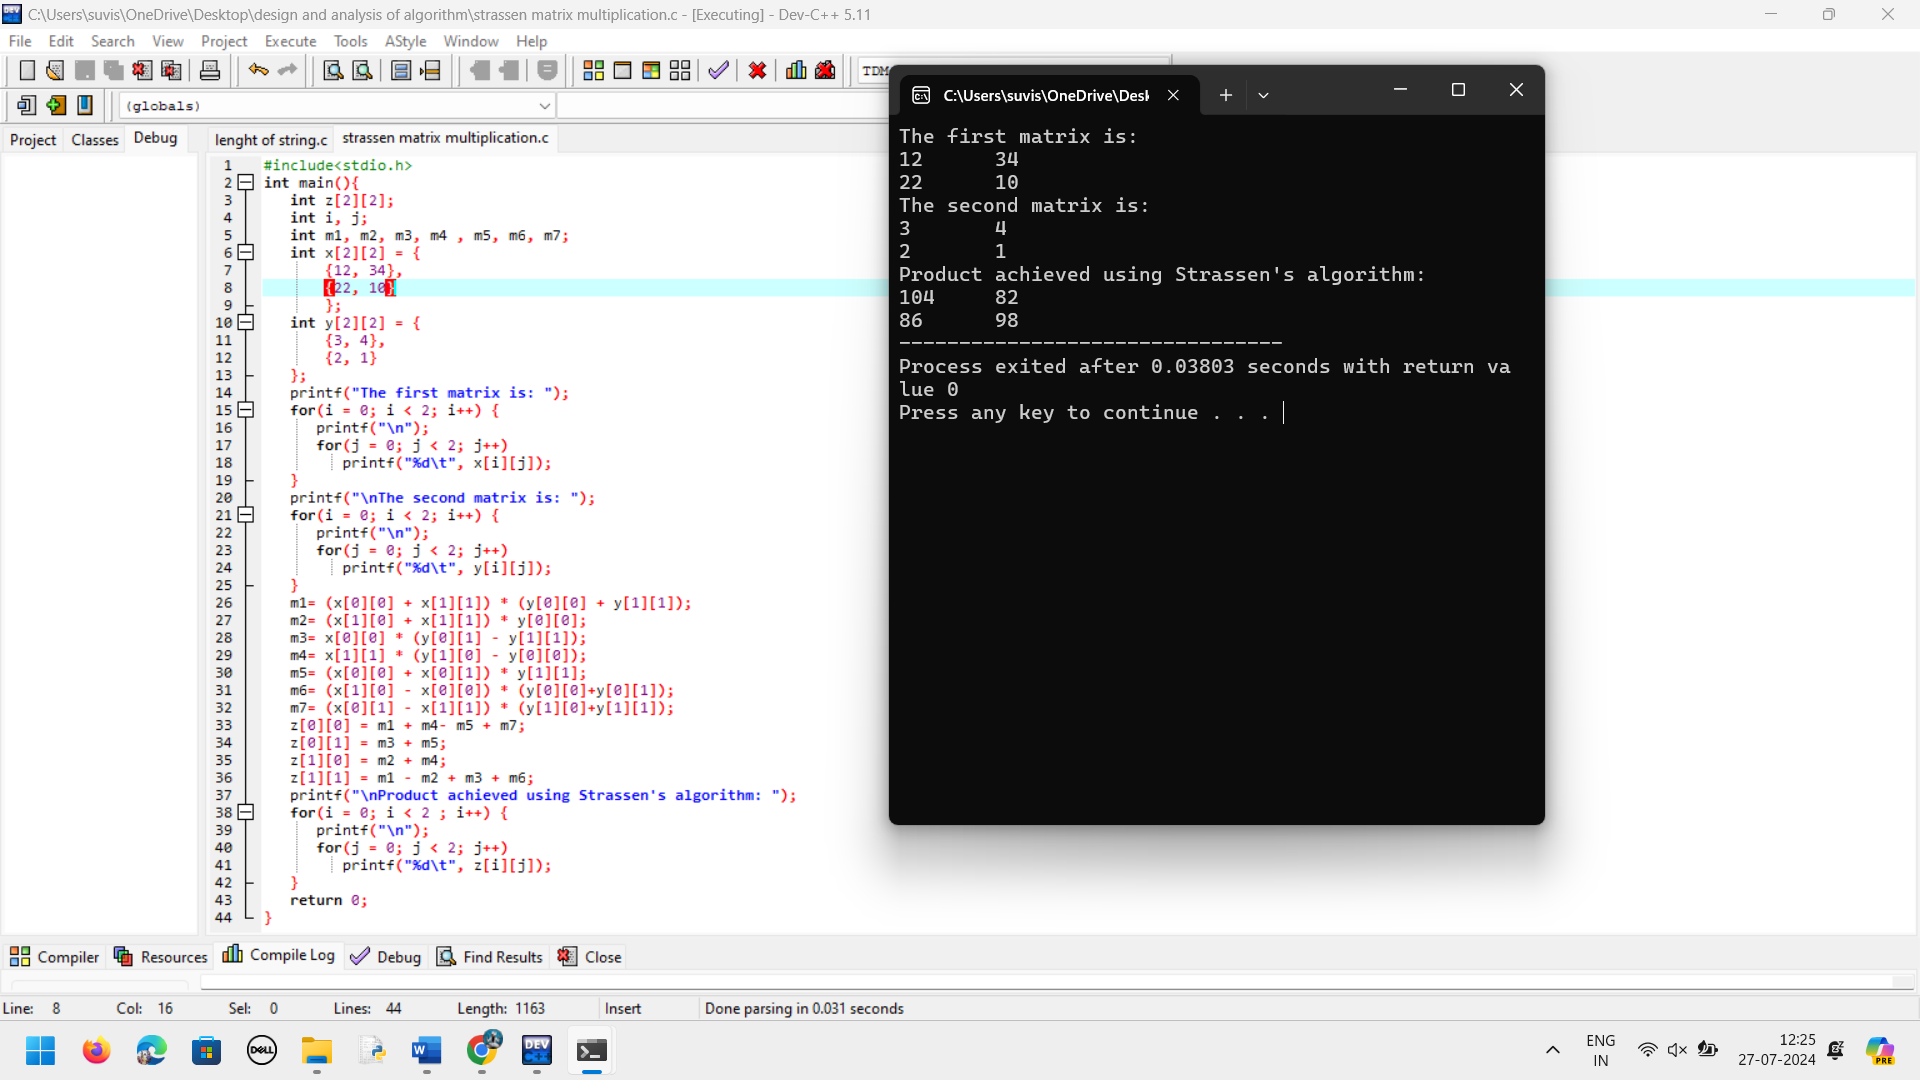 C:\Users\suvis\OneDrive\Desktop\design and analysis of algorithm\strassen matrix multiplication.c - [Executing] - Dev-C++ 5.11
File Edit Search View Project Execute Tools AStyle Window Help
TDM
(globals)
Project Classes Debug
lenght of string.c strassen matrix multiplication.c
1 #include<stdio.h>
2 int main(){
3 int z[2][2];
4 int i, j;
5 int m1, m2, m3, m4 , m5, m6, m7;
6 int x[2][2] = {
7 {12, 34},
8 {22, 10}
9 };
10 int y[2][2] = {
11 {3, 4},
12 {2, 1}
13 };
14 printf("The first matrix is: ");
15 for(i = 0; i < 2; i++) {
16 printf("\n");
17 for(j = 0; j < 2; j++)
18 printf("%d\t", x[i][j]);
19 }
20 printf("\nThe second matrix is: ");
21 for(i = 0; i < 2; i++) {
22 printf("\n");
23 for(j = 0; j < 2; j++)
24 printf("%d\t", y[i][j]);
25 }
26 m1= (x[0][0] + x[1][1]) * (y[0][0] + y[1][1]);
27 m2= (x[1][0] + x[1][1]) * y[0][0];
28 m3= x[0][0] * (y[0][1] - y[1][1]);
29 m4= x[1][1] * (y[1][0] - y[0][0]);
30 m5= (x[0][0] + x[0][1]) * y[1][1];
31 m6= (x[1][0] - x[0][0]) * (y[0][0]+y[0][1]);
32 m7= (x[0][1] - x[1][1]) * (y[1][0]+y[1][1]);
33 z[0][0] = m1 + m4- m5 + m7;
34 z[0][1] = m3 + m5;
35 z[1][0] = m2 + m4;
36 z[1][1] = m1 - m2 + m3 + m6;
37 printf("\nProduct achieved using Strassen's algorithm: ");
38 for(i = 0; i < 2 ; i++) {
39 printf("\n");
40 for(j = 0; j < 2; j++)
41 printf("%d\t", z[i][j]);
42 }
43 return 0;
44 }
C:\Users\suvis\OneDrive\Desk
The first matrix is:
12 34
22 10
The second matrix is:
3 4
2 1
Product achieved using Strassen's algorithm:
104 82
86 98
--------------------------------
Process exited after 0.03803 seconds with return va
lue 0
Press any key to continue . . .
Compiler Resources Compile Log Debug Find Results Close
Line: 8 Col: 16 Sel: 0 Lines: 44 Length: 1163 Insert Done parsing in 0.031 seconds
DELL
DEV C++
ENG
IN
12:25
27-07-2024
PRE